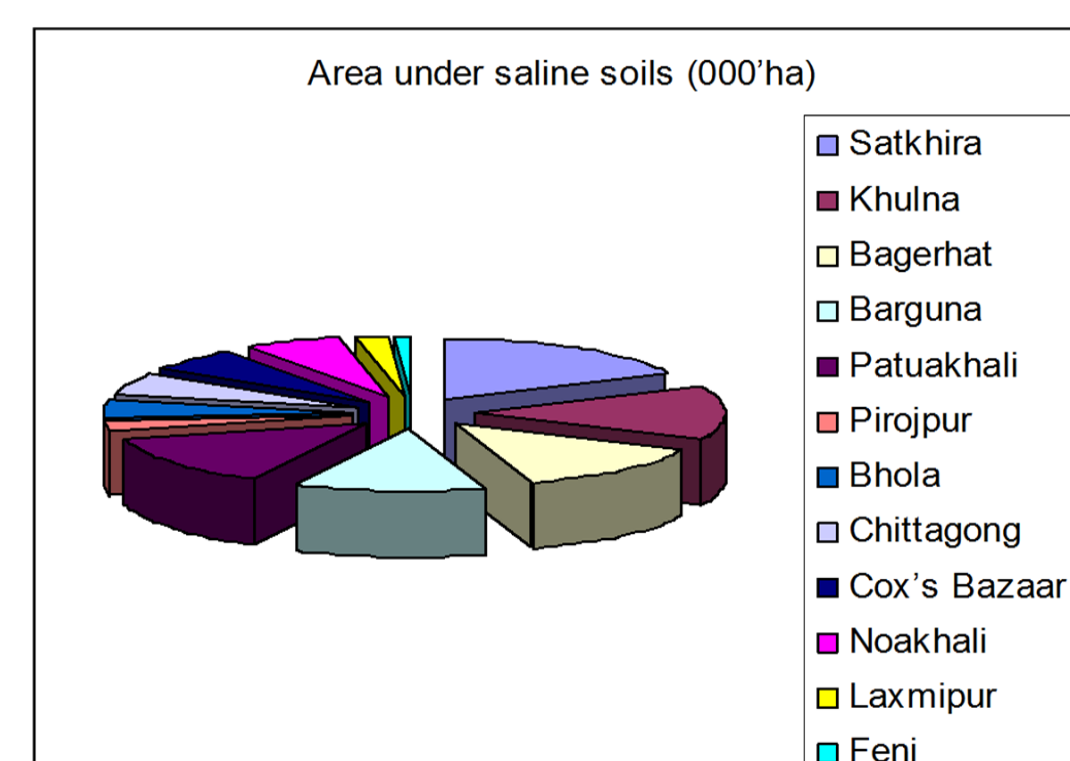 Area under saline soils (000’ha)
Satkhira
Khulna
Bagerhat
Barguna
Patuakhali
Pirojpur
Bhola
Chittagong
Cox’s Bazaar
Noakhali
Laxmipur
Feni